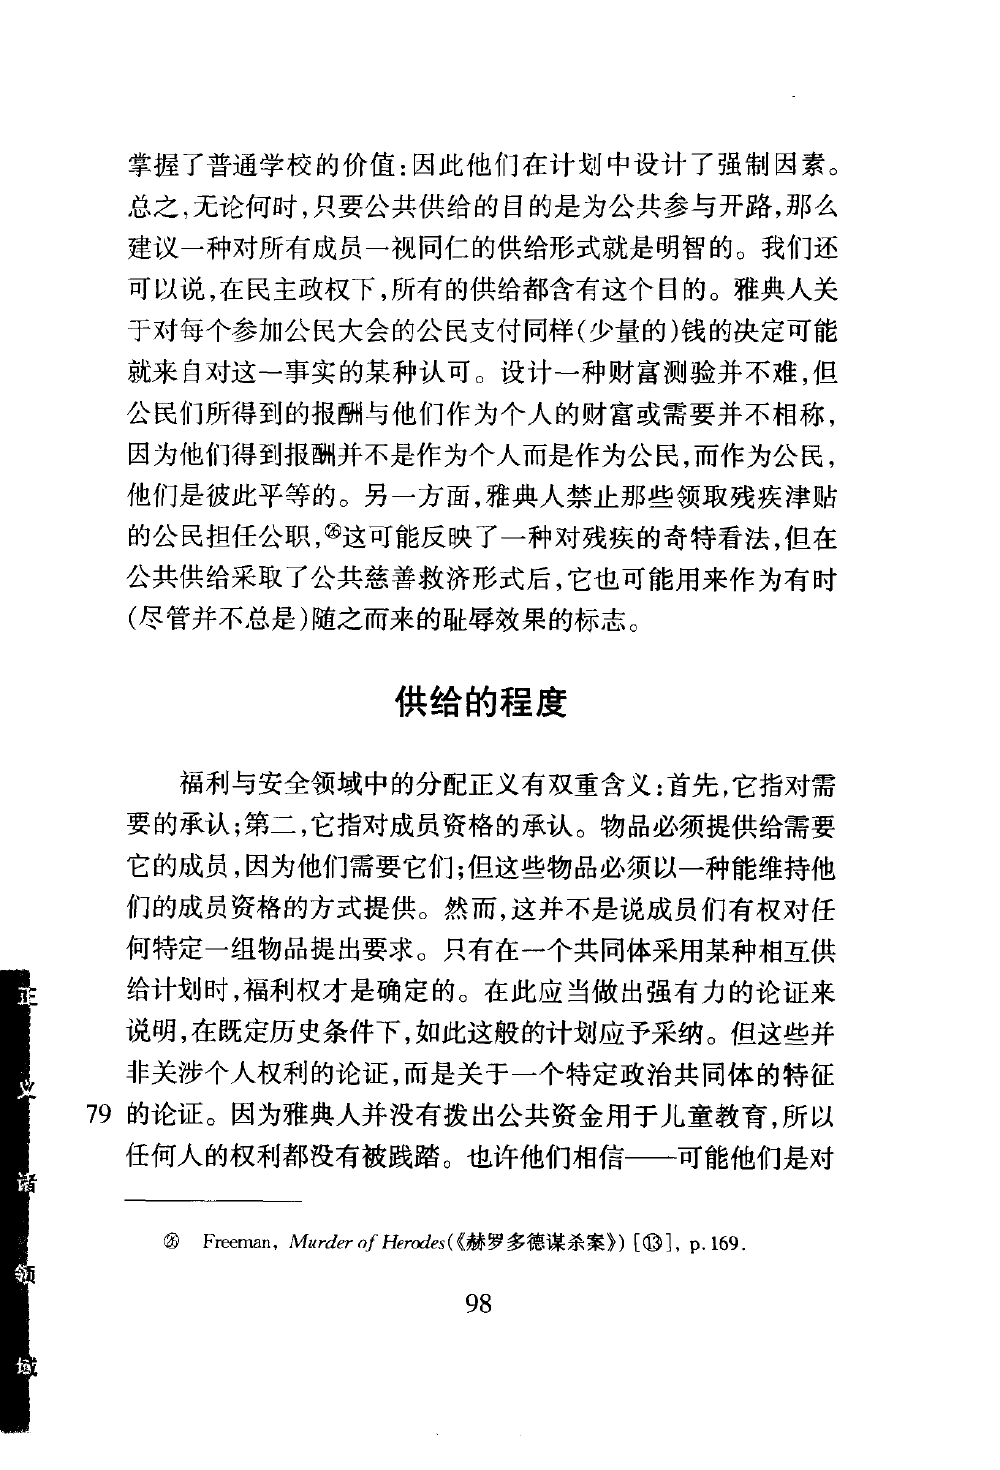 掌握了普通学校的价值:因此他们在计划中设计了强制因素。
总之,无论何时,只要公共供给的目的是为公共参与开路,那么
建议一种对所有成员一视同仁的供给形式就是明智的。我们还
可以说,在民主政权下,所有的供给都含有这个目的。雅典人关
于对每个参加公民大会的公民支付同样(少量的)钱的决定可能
就来自对这一事实的某种认可。设计一种财富测验并不难,但
公民们所得到的报酬与他们作为个人的财富或需要并不相称,
因为他们得到报酬并不是作为个人而是作为公民,而作为公民,
他们是彼此平等的。另一方面,雅典人禁止那些领取残疾津贴
的公民担任公职,㉖这可能反映了一种对残疾的奇特看法,但在
公共供给采取了公共慈善救济形式后,它也可能用来作为有时
(尽管并不总是)随之而来的耻辱效果的标志。
供给的程度
福利与安全领域中的分配正义有双重含义:首先,它指对需
要的承认;第二,它指对成员资格的承认。物品必须提供给需要
它的成员,因为他们需要它们;但这些物品必须以一种能维持他
们的成员资格的方式提供。然而,这并不是说成员们有权对任
何特定一组物品提出要求。只有在一个共同体采用某种相互供
给计划时,福利权才是确定的。在此应当做出强有力的论证来
说明,在既定历史条件下,如此这般的计划应予采纳。但这些并
非关涉个人权利的论证,而是关于一个特定政治共同体的特征
79 的论证。因为雅典人并没有拨出公共资金用于儿童教育,所以
任何人的权利都没有被践踏。也许他们相信——可能他们是对
㉖ Freeman, Murder of Herodes(《赫罗多德谋杀案》)[⑬], p.169.
98
正
义
诸
领
域